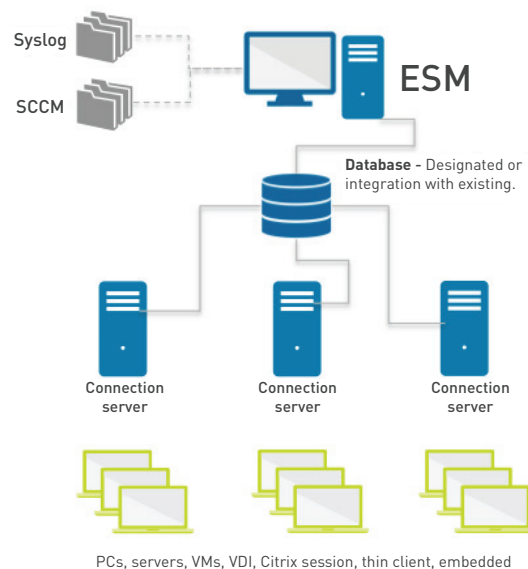 Syslog
SCCM
ESM
Database - Designated or
integration with existing.
Connection
server
Connection
server
Connection
server
PCs, servers, VMs, VDI, Citrix session, thin client, embedded